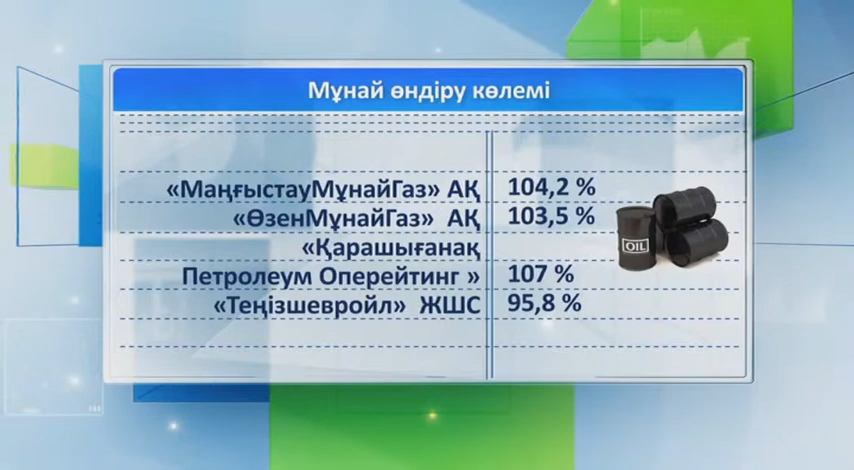 Мұнай өндіру көлемі
«МаңғыстауМұнайГаз» АҚ 104,2 %
«ӨзенМұнайГаз» АҚ 103,5 %
«Қарашығанақ
Петролеум Оперейтинг » 107 %
«Теңізшевройл» ЖШС 95,8 %
OIL